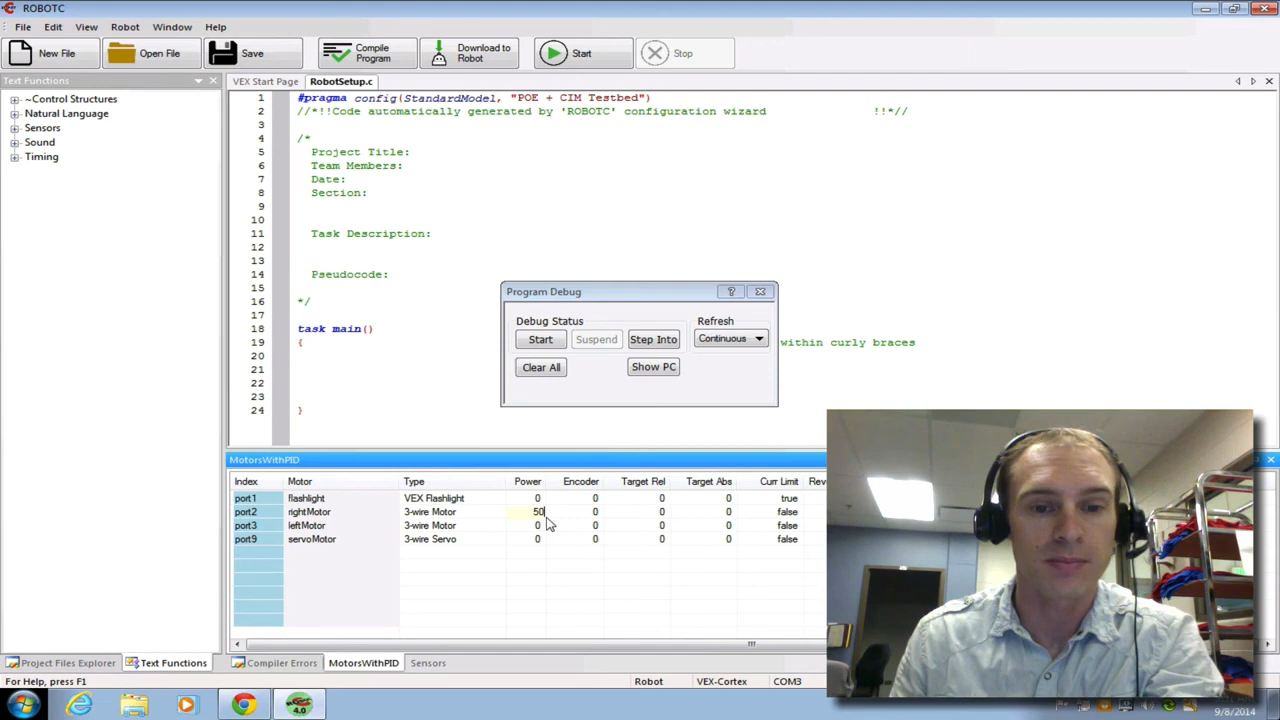 ROBOTC
File Edit View Robot Window Help
New File Open File Save Compile Program Download to Robot Start Stop
Text Functions
VEX Start Page RobotSetup.c
~Control Structures
Natural Language
Sensors
Sound
Timing
1 #pragma config(StandardModel, "POE + CIM Testbed")
2 //*!!Code automatically generated by 'ROBOTC' configuration wizard !!*//
3
4 /*
5 Project Title:
6 Team Members:
7 Date:
8 Section:
9
10
11 Task Description:
12
13
14 Pseudocode:
15
16 */
17
18 task main()
19 { within curly braces
20
21
22
23
24 }
Program Debug
Debug Status Refresh
Start Suspend Step Into Continuous
Clear All Show PC
MotorsWithPID
Index Motor Type Power Encoder Target Rel Target Abs Curr Limit
port1 flashlight VEX Flashlight 0 0 0 0 true
port2 rightMotor 3-wire Motor 50 0 0 0 false
port3 leftMotor 3-wire Motor 0 0 0 0 false
port9 servoMotor 3-wire Servo 0 0 0 0 false
Project Files Explorer Text Functions Compiler Errors MotorsWithPID Sensors
For Help, press F1 Robot VEX-Cortex COM3
4.0
9/8/2014